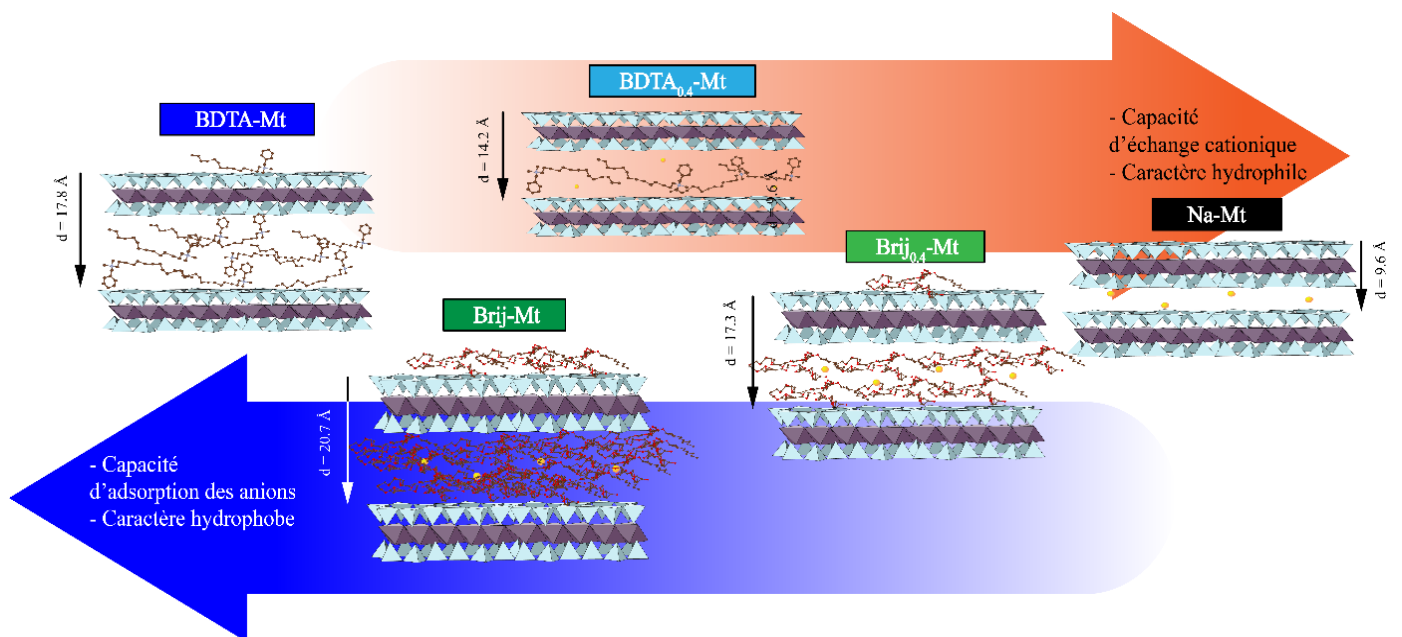 BDTA0.4-Mt
BDTA-Mt
d = 14.2 Å
- Capacité
d’échange cationique
- Caractère hydrophile
d = 17.8 Å
d = 9.6 Å
Na-Mt
Brij0.4-Mt
d = 9.6 Å
Brij-Mt
d = 17.3 Å
d = 20.7 Å
- Capacité
d’adsorption des anions
- Caractère hydrophobe